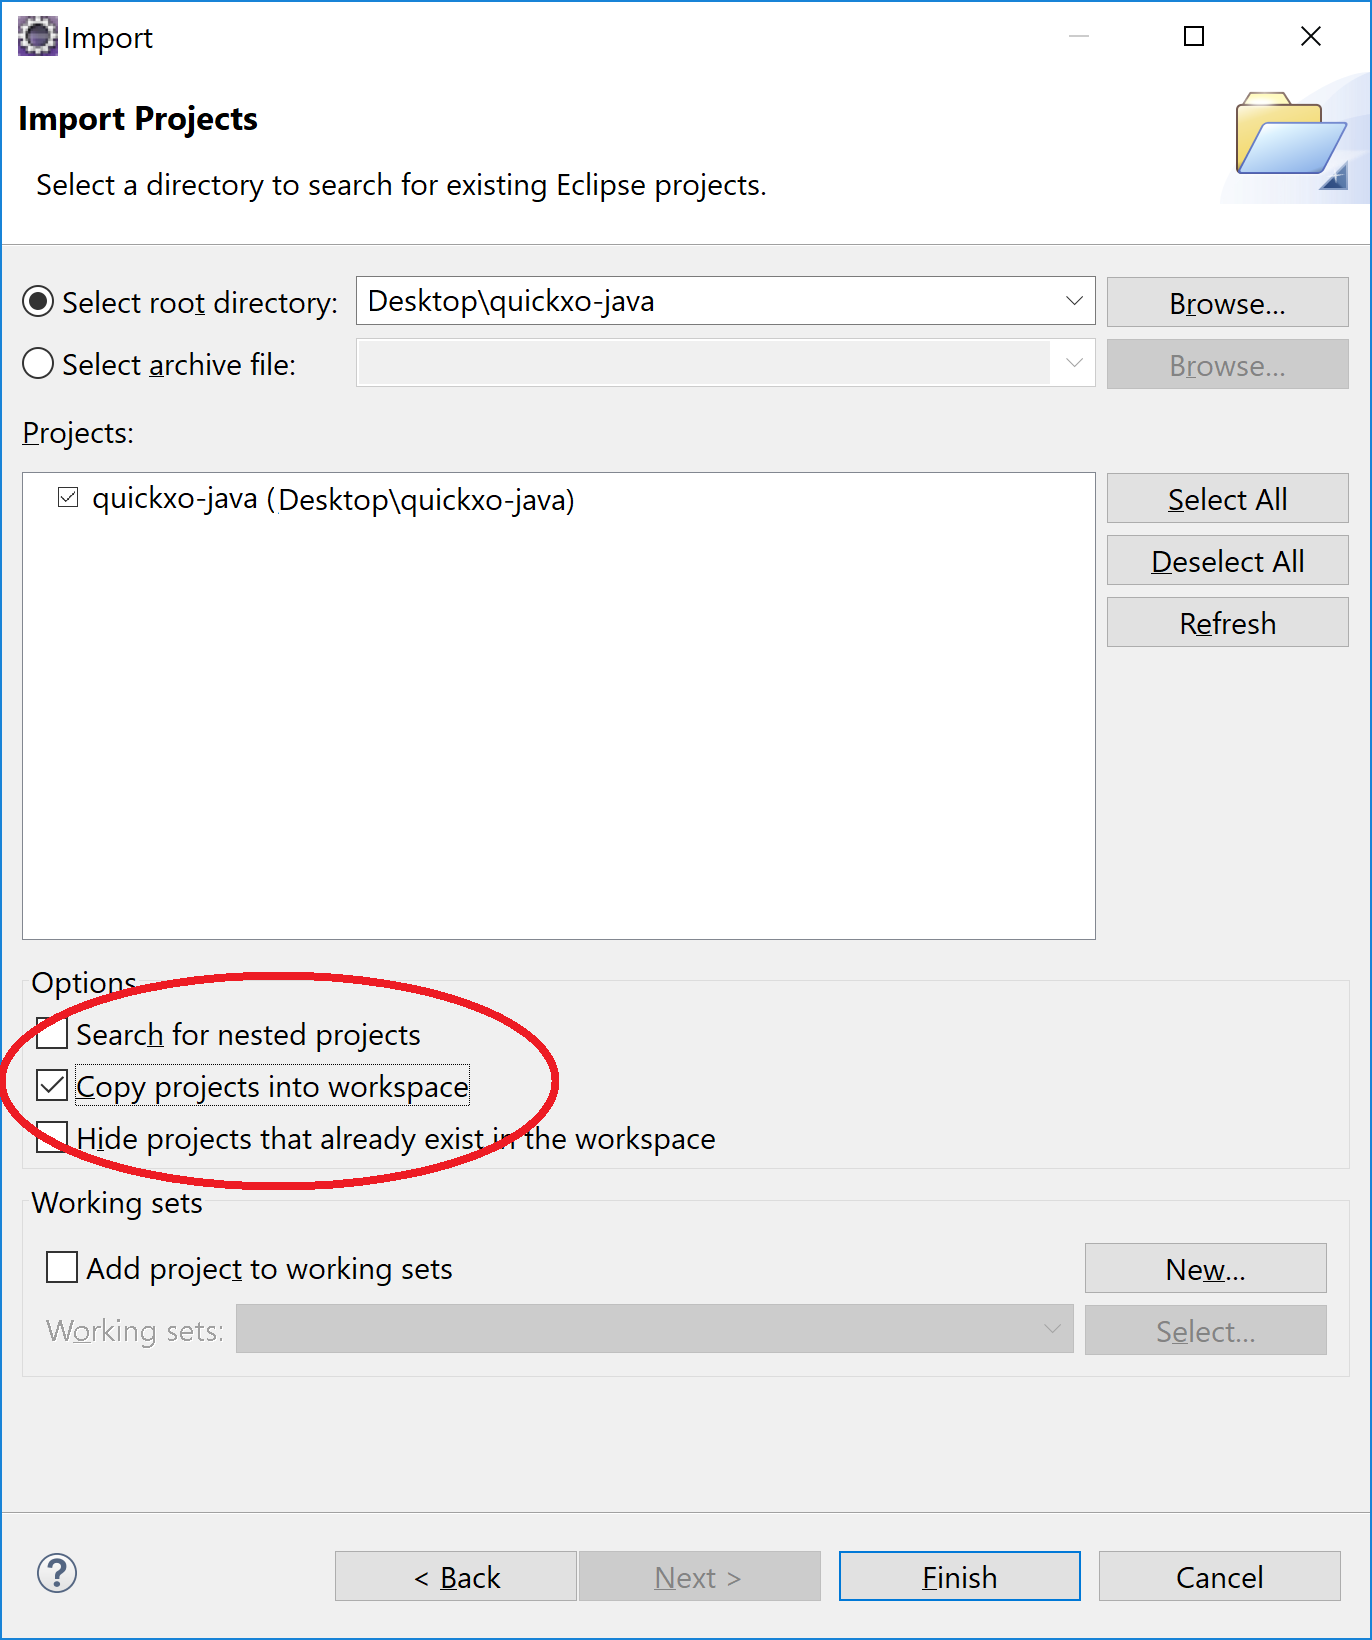 Import
Import Projects
Select a directory to search for existing Eclipse projects.
Select root directory: Desktop\quickxo-java Browse...
Select archive file: Browse...
Projects:
quickxo-java (Desktop\quickxo-java)
Select All
Deselect All
Refresh
Options
Search for nested projects
Copy projects into workspace
Hide projects that already exist in the workspace
Working sets
Add project to working sets New...
Working sets: Select...
? < Back Next > Finish Cancel